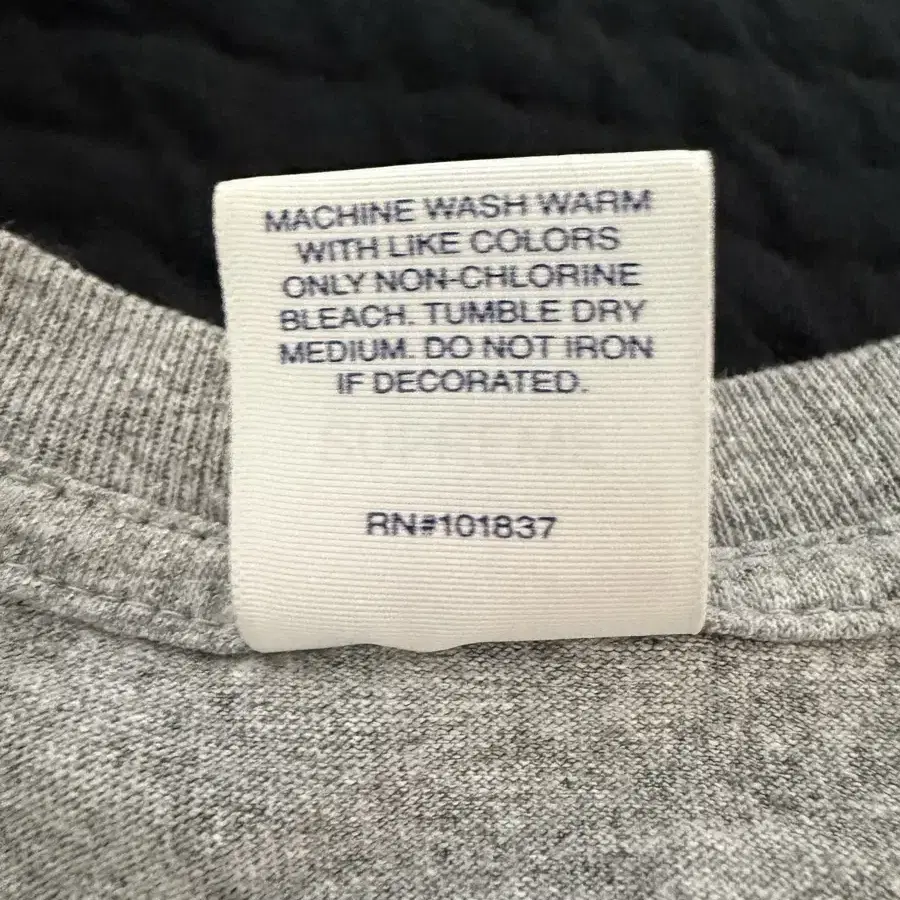 MACHINE WASH WARM
WITH LIKE COLORS
ONLY NON-CHLORINE
BLEACH. TUMBLE DRY
MEDIUM. DO NOT IRON
IF DECORATED.
RN#101837